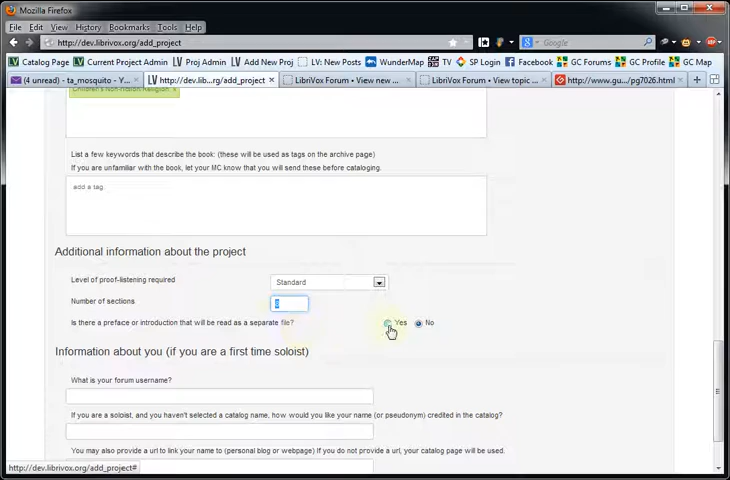 Mozilla Firefox
File Edit View History Bookmarks Tools Help
http://dev.librivox.org/add_project
Google
Catalog Page Current Project Admin Proj Admin Add New Proj LV: New Posts WunderMap TV SP Login Facebook GC Forums GC Profile GC Map
(4 unread) - ta_mosquito - Y... http://dev.lib...rg/add_project LibriVox Forum • View new ... LibriVox Forum • View topic ... http://www.gu.../pg7026.html
Children's Non-fiction/Religion x
List a few keywords that describe the book: (these will be used as tags on the archive page)
If you are unfamiliar with the book, let your MC know that you will send these before cataloging.
add a tag
Additional information about the project
Level of proof-listening required Standard
Number of sections 0
Is there a preface or introduction that will be read as a separate file? Yes No
Information about you (if you are a first time soloist)
What is your forum username?
If you are a soloist, and you haven't selected a catalog name, how would you like your name (or pseudonym) credited in the catalog?
You may also provide a url to link your name to (personal blog or webpage) If you do not provide a url, your catalog page will be used.
http://dev.librivox.org/add_project#